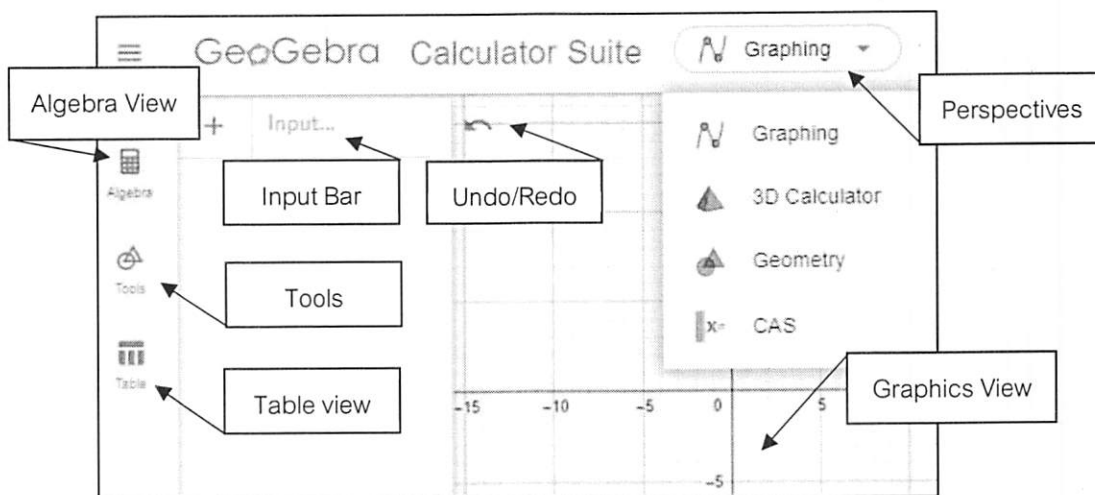 GeoGebra Calculator Suite Graphing
Algebra View
Perspectives
+ Input...
Graphing
Algebra
Input Bar
Undo/Redo
3D Calculator
Tools
Tools
Geometry
x= CAS
Table
Table view
Graphics View
-15 -10 -5 0 5
-5